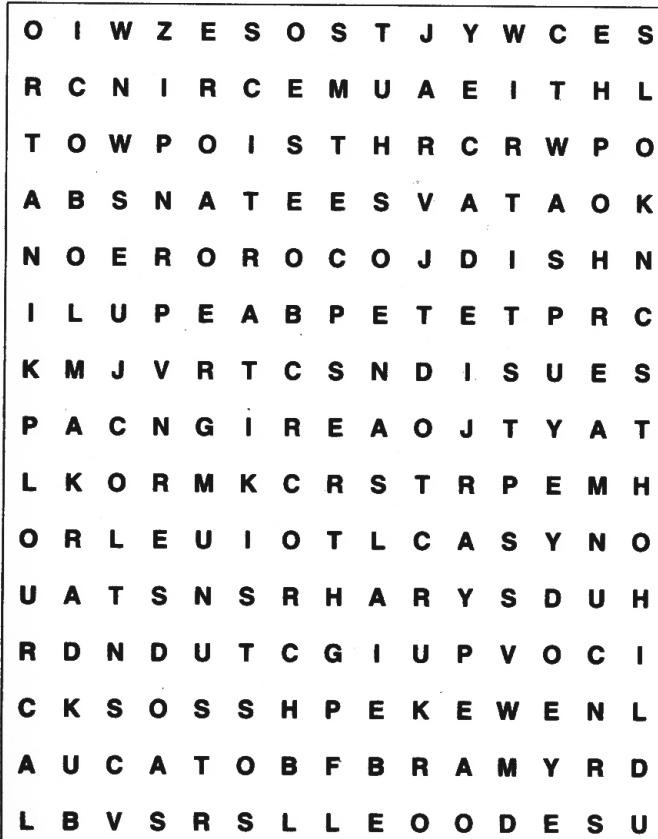 O I W Z E S O S T J Y W C E S
R C N I R C E M U A E I T H L
T O W P O I S T H R C R W P O
A B S N A T E E S V A T A O K
N O E R O R O C O J D I S H N
I L U P E A B P E T E T P R C
K M J V R T C S N D I S U E S
P A C N G I R E A O J T Y A T
L K O R M K C R S T R P E M H
O R L E U I O T L C A S Y N O
U A T S N S R H A R Y S D U H
R D N D U T C G I U P V O C I
C K S O S S H P E K E W E N L
A U C A T O B F B R A M Y R D
L B V S R S L L E O O D E S U